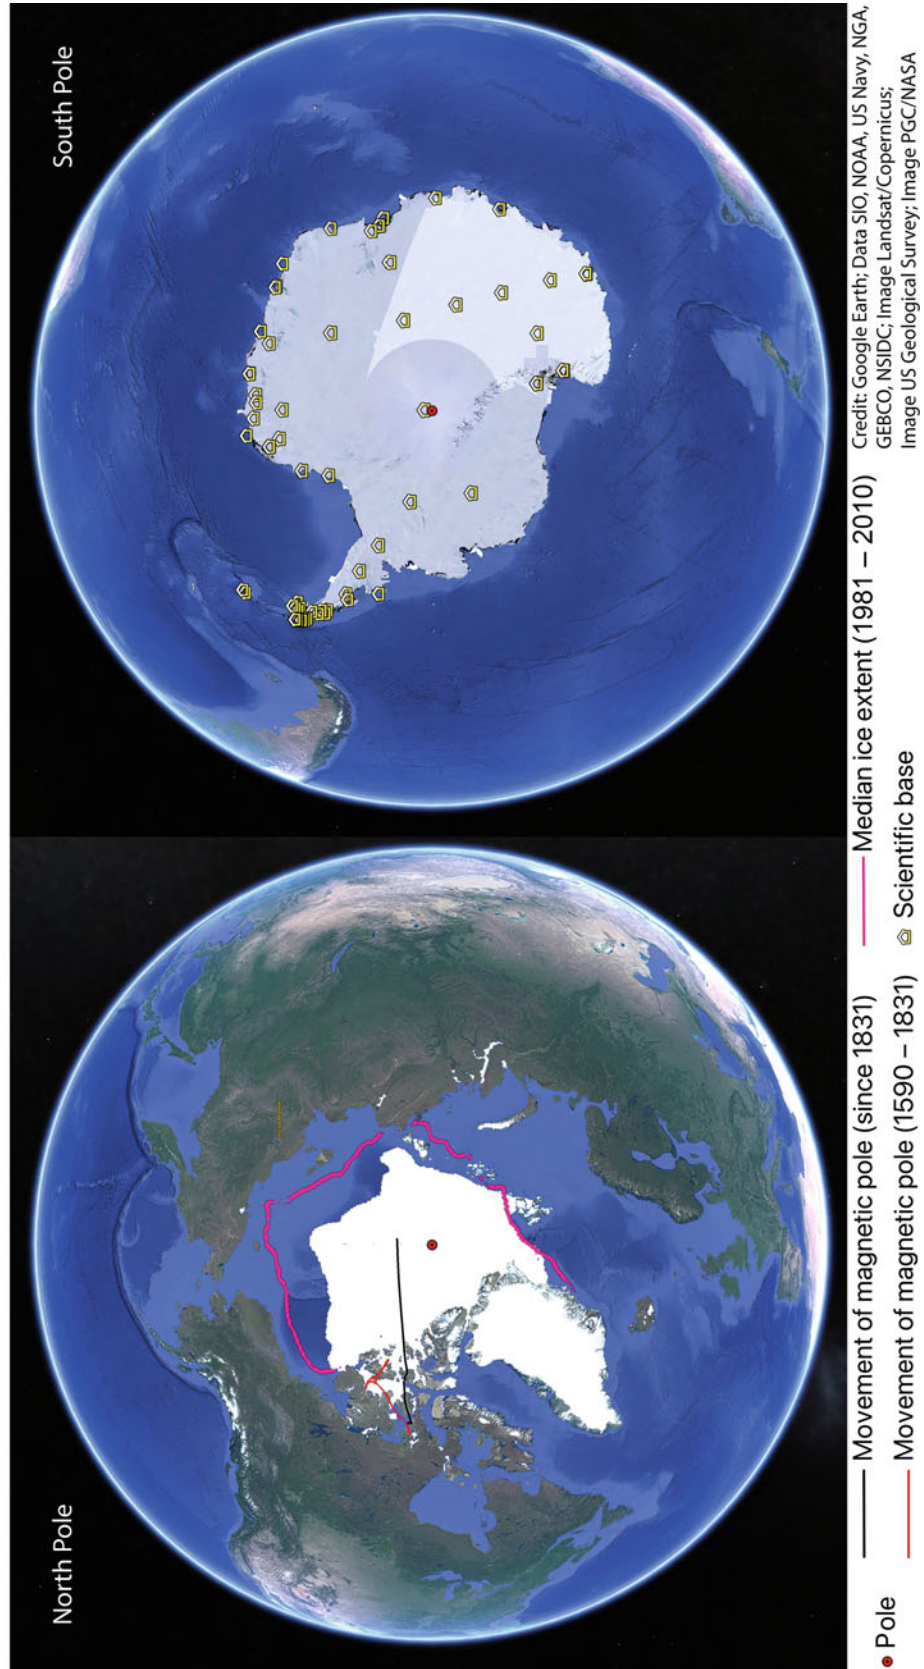 North Pole
South Pole
Pole
Movement of magnetic pole (since 1831)
Movement of magnetic pole (1590 – 1831)
Median ice extent (1981 – 2010)
Scientific base
Credit: Google Earth; Data SIO, NOAA, US Navy, NGA,
GEBCO, NSIDC; Image Landsat/Copernicus;
Image US Geological Survey; Image PGC/NASA